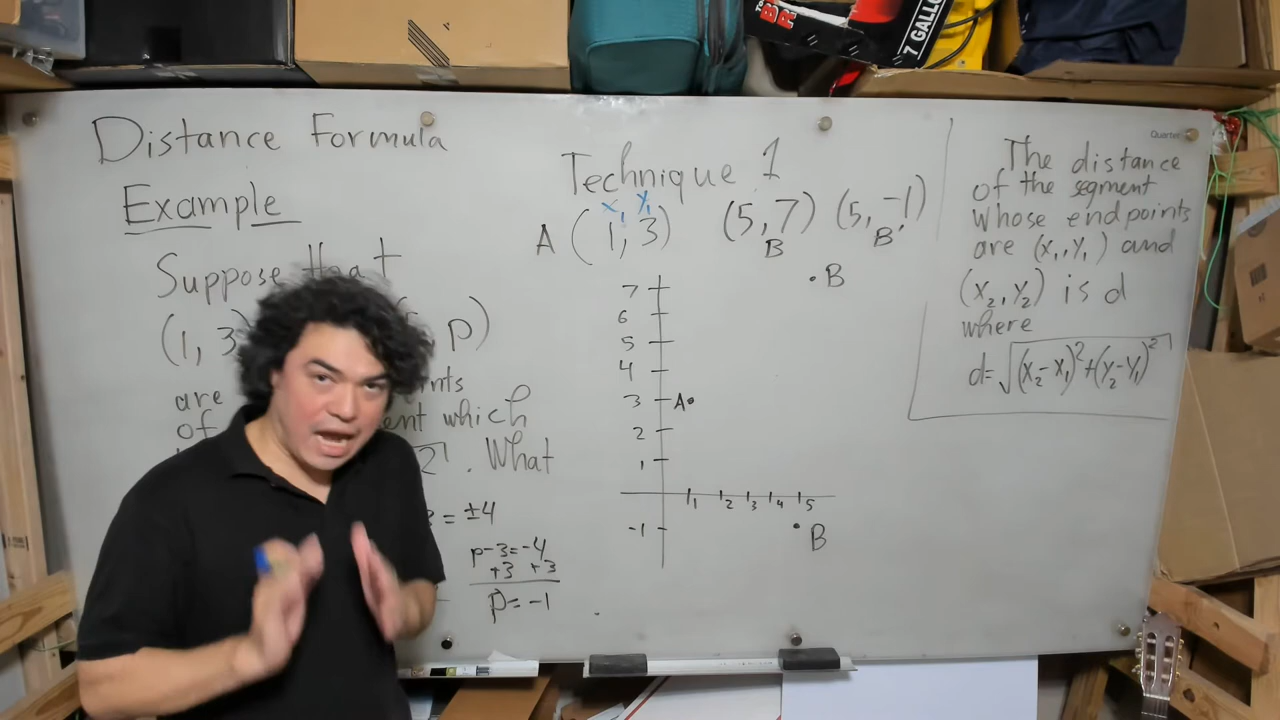 Distance Formula
Example
Suppose that
(1, 3
p)
are
nts
of
ent which
. What
= ±4
p-3=-4
+3 +3
p= -1
Technique 1
x, y₁
A (1, 3) (5, 7) (5, -1)
B B
.B
7
6
5
4
3 A
2
1
1 2 3 4 5
-1
B
The distance
of the segment
whose endpoints
are (x₁, y₁) and
(x₂, y₂) is d
where
d=√(x₂-x₁)²+(y₂-y₁)²
Quartet
7 GALLO